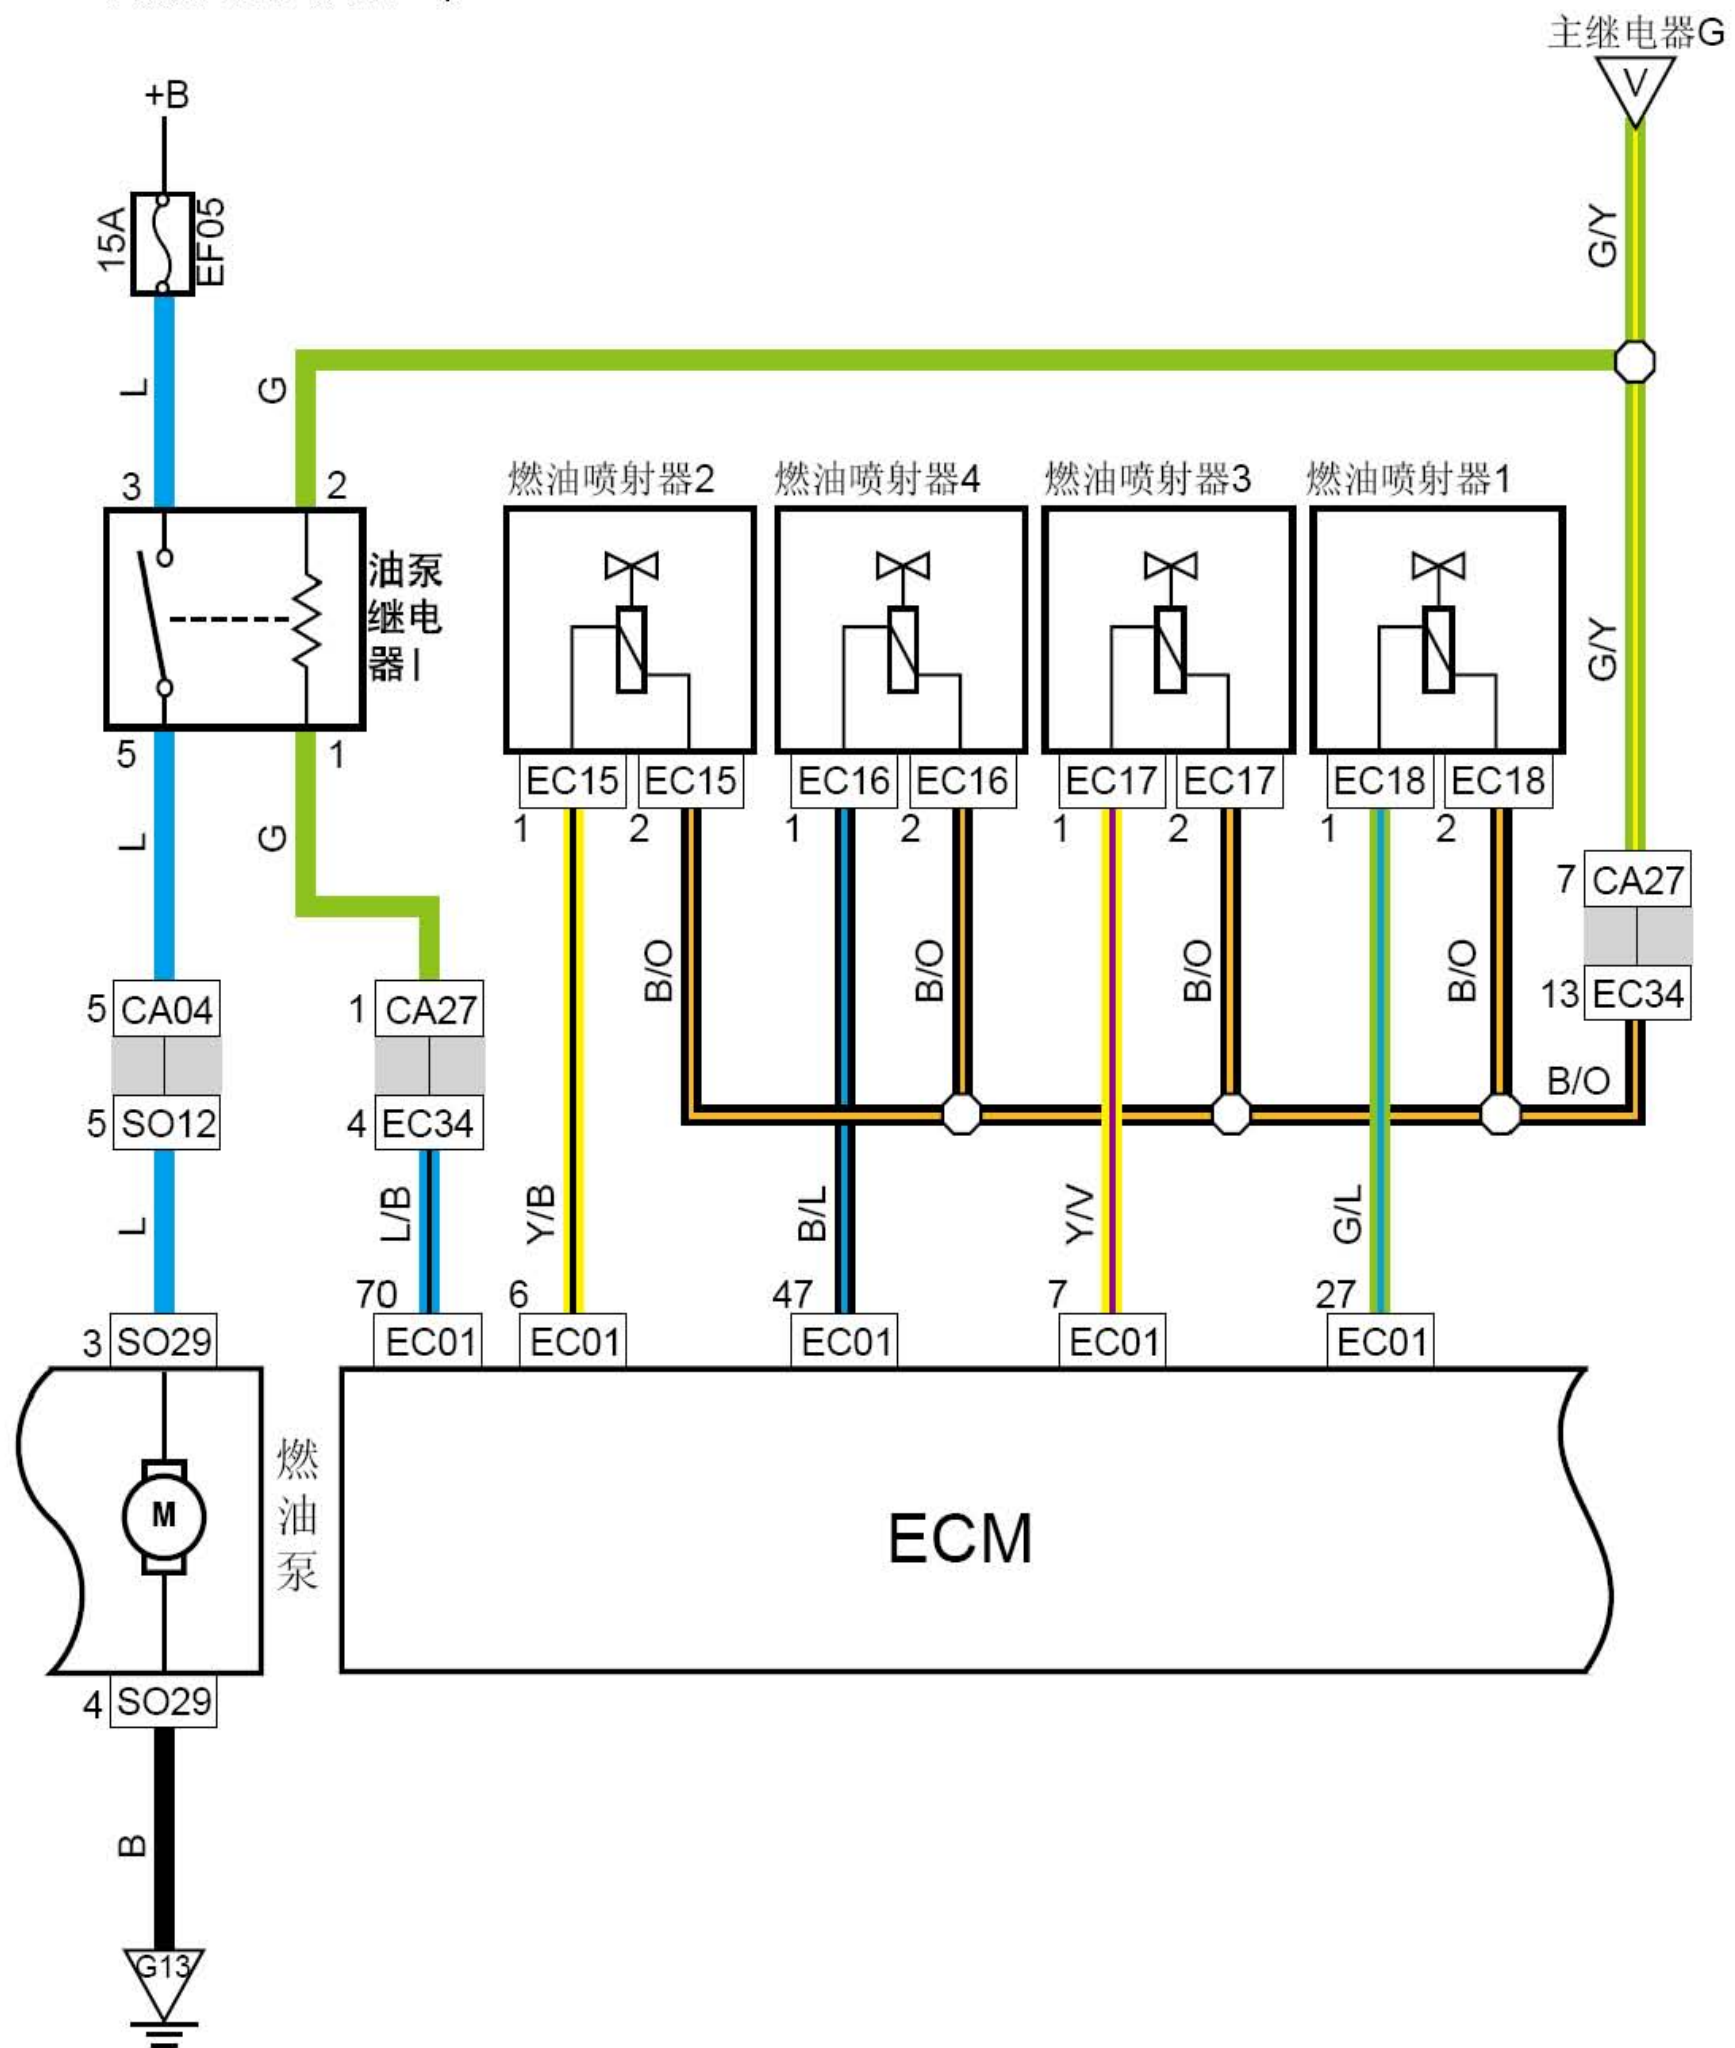 主继电器G
V
+B
15A
EF05
G/Y
L
G
3
2
燃油喷射器2
燃油喷射器4
燃油喷射器3
燃油喷射器1
油泵
继电
器I
G/Y
5
1
EC15
EC15
EC16
EC16
EC17
EC17
EC18
EC18
1
2
1
2
1
2
1
2
L
G
7
CA27
B/O
B/O
B/O
B/O
13
EC34
5
CA04
1
CA27
B/O
5
SO12
4
EC34
L
L/B
Y/B
B/L
Y/V
G/L
70
6
47
7
27
3
SO29
EC01
EC01
EC01
EC01
EC01
燃
油
泵
M
ECM
4
SO29
B
G13